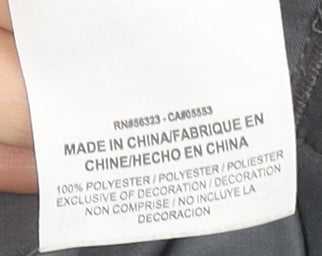 RN#56323 - CA#05553
MADE IN CHINA/FABRIQUE EN
CHINE/HECHO EN CHINA
100% POLYESTER / POLYESTER / POLIESTER
EXCLUSIVE OF DECORATION / DECORATION
NON COMPRISE / NO INCLUYE LA
DECORACION